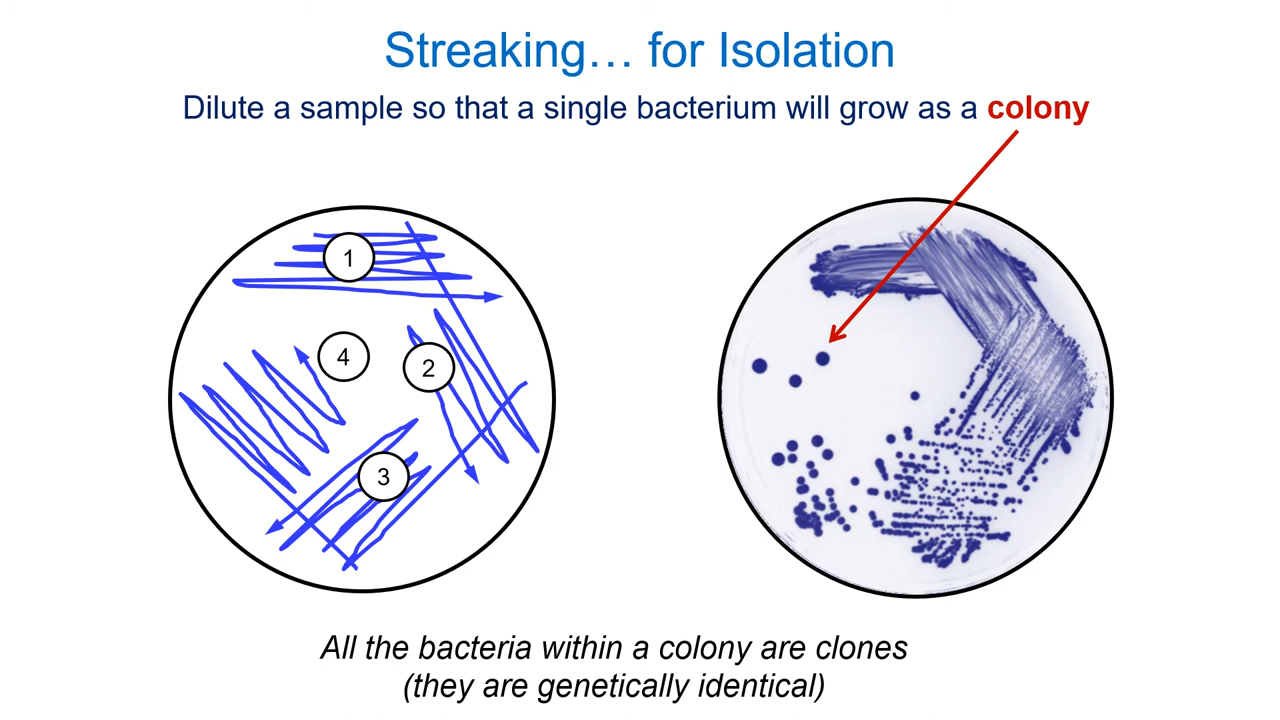 Streaking… for Isolation
Dilute a sample so that a single bacterium will grow as a colony
1
4
2
3
All the bacteria within a colony are clones
(they are genetically identical)